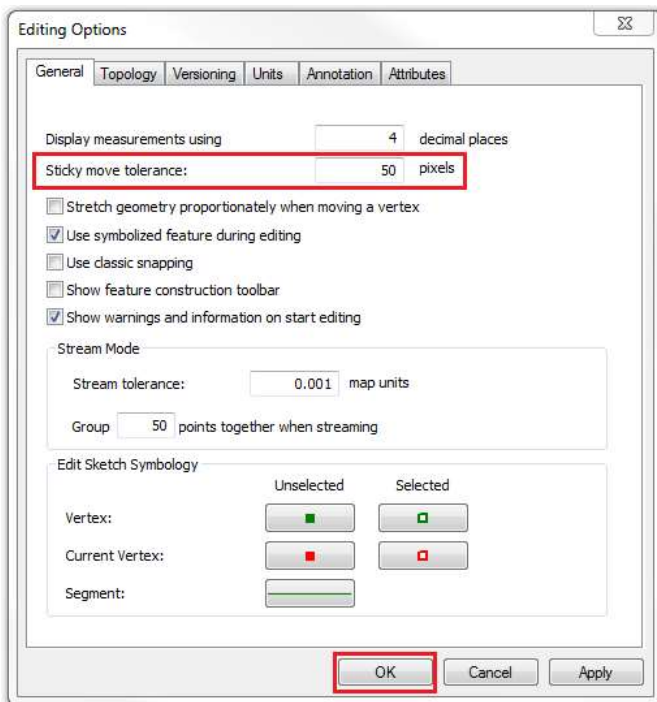 Editing Options
General Topology Versioning Units Annotation Attributes
Display measurements using 4 decimal places
Sticky move tolerance: 50 pixels
Stretch geometry proportionately when moving a vertex
Use symbolized feature during editing
Use classic snapping
Show feature construction toolbar
Show warnings and information on start editing
Stream Mode
Stream tolerance: 0.001 map units
Group 50 points together when streaming
Edit Sketch Symbology
Unselected Selected
Vertex:
Current Vertex:
Segment:
OK Cancel Apply